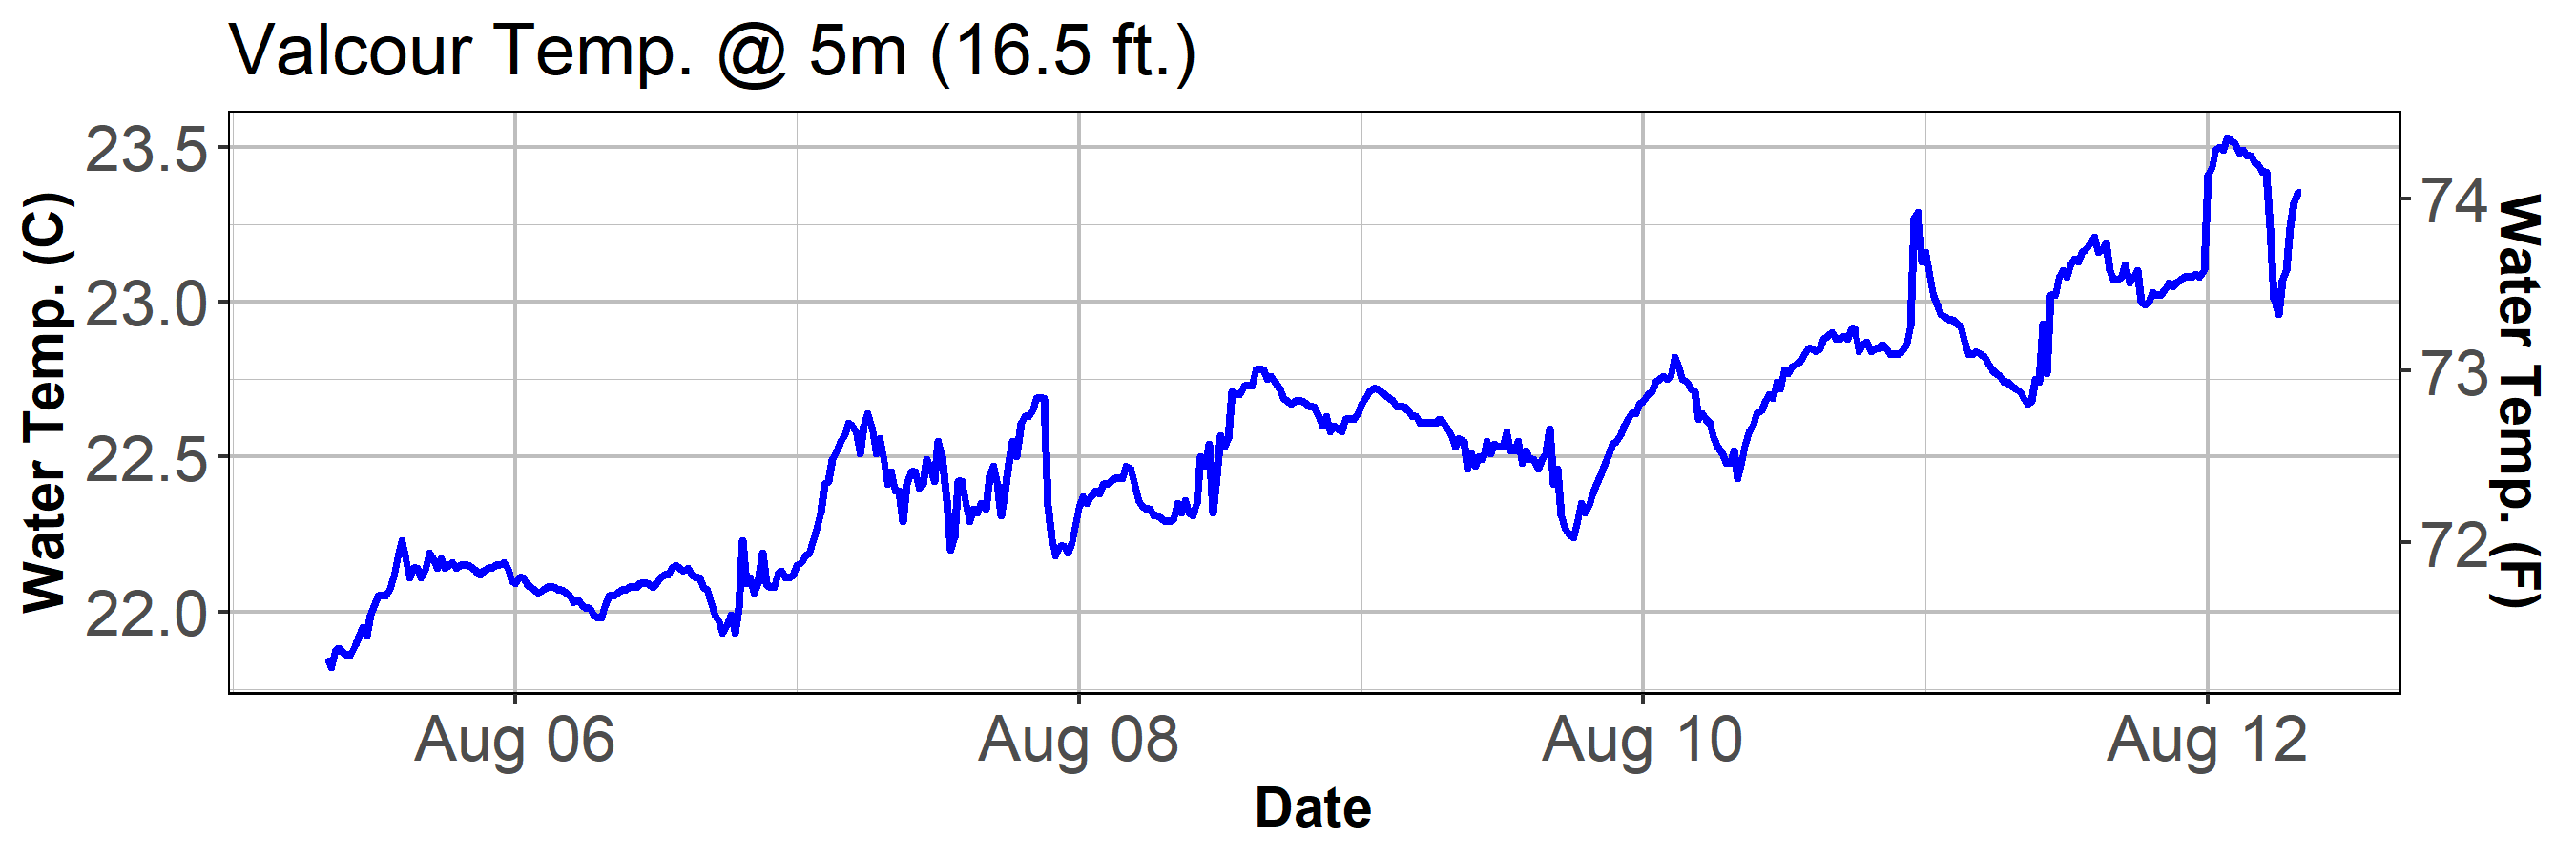 Valcour Temp. @ 5m (16.5 ft.)
Water Temp. (C)
23.5
23.0
22.5
22.0
74
73
72
Water Temp. (F)
Aug 06
Aug 08
Aug 10
Aug 12
Date